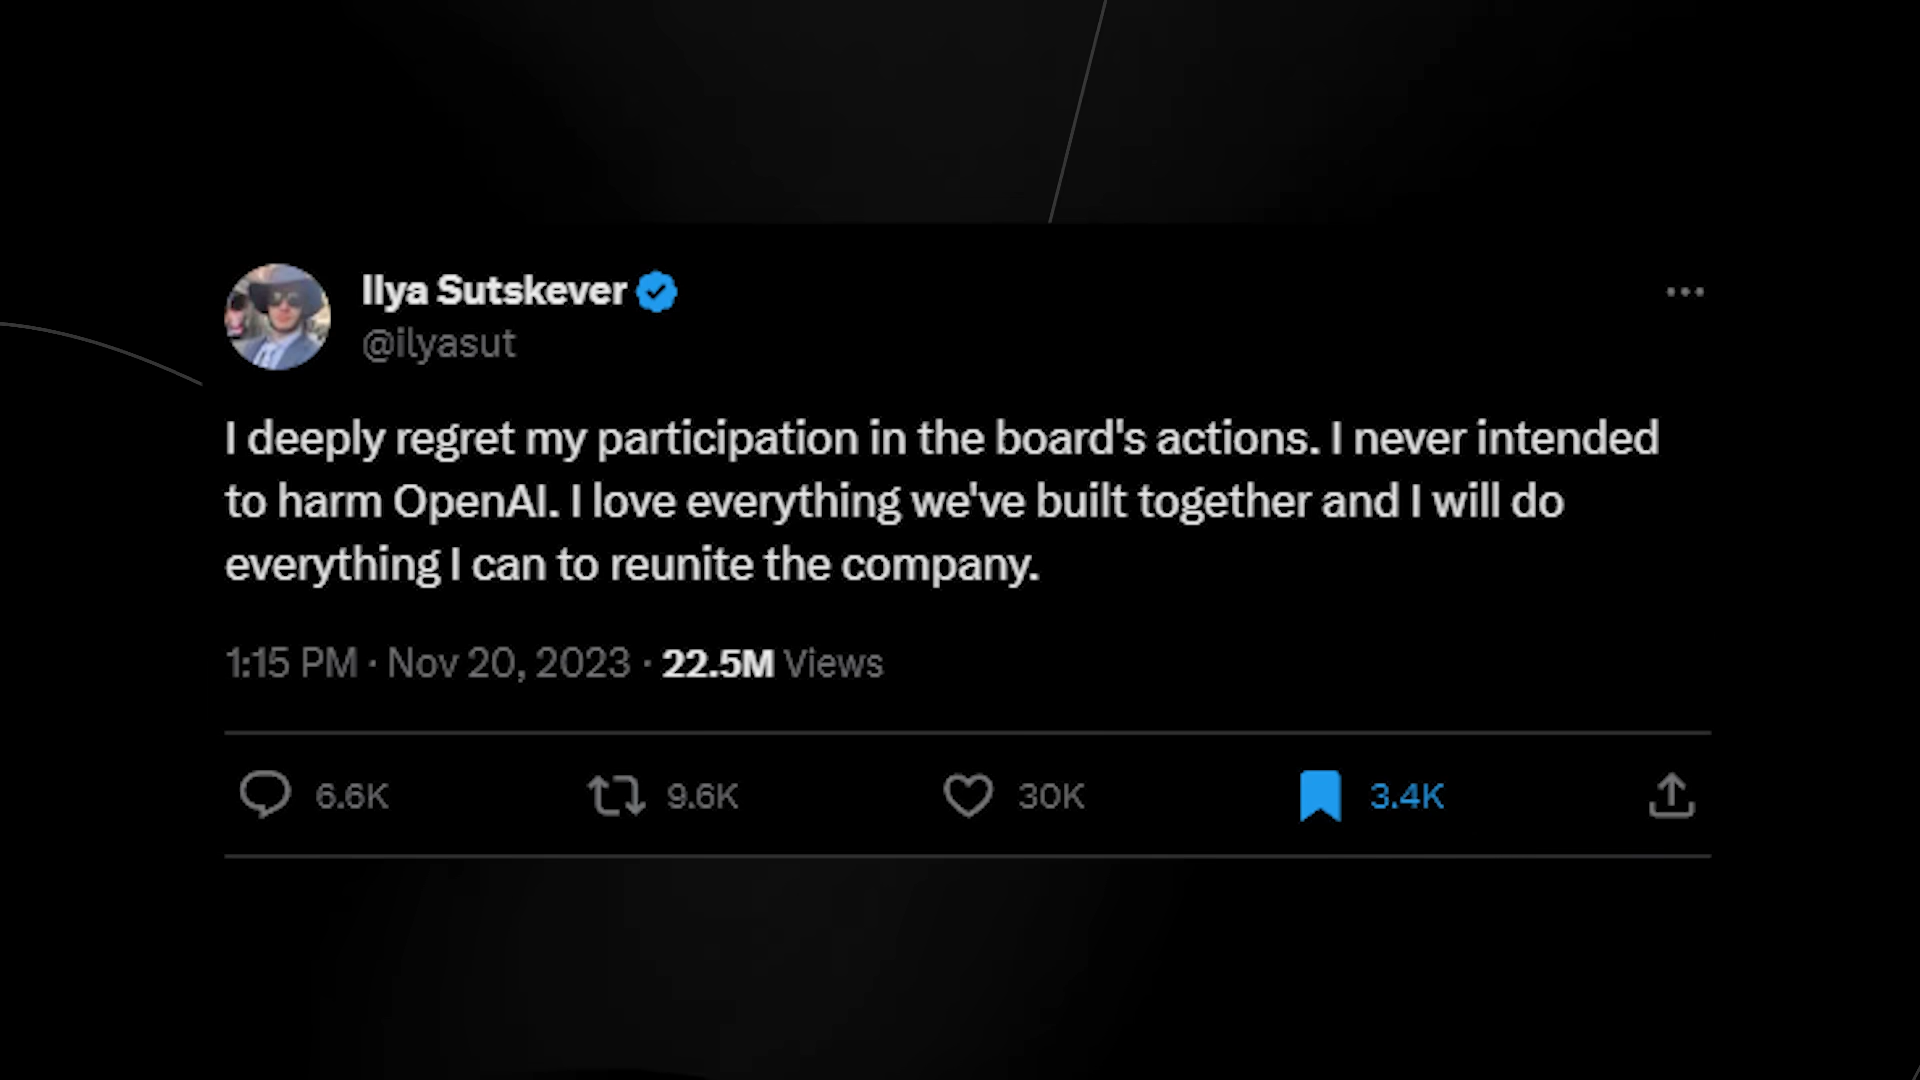 Ilya Sutskever
@ilyasut
I deeply regret my participation in the board's actions. I never intended
to harm OpenAI. I love everything we've built together and I will do
everything I can to reunite the company.
1:15 PM · Nov 20, 2023 · 22.5M Views
6.6K 9.6K 30K 3.4K